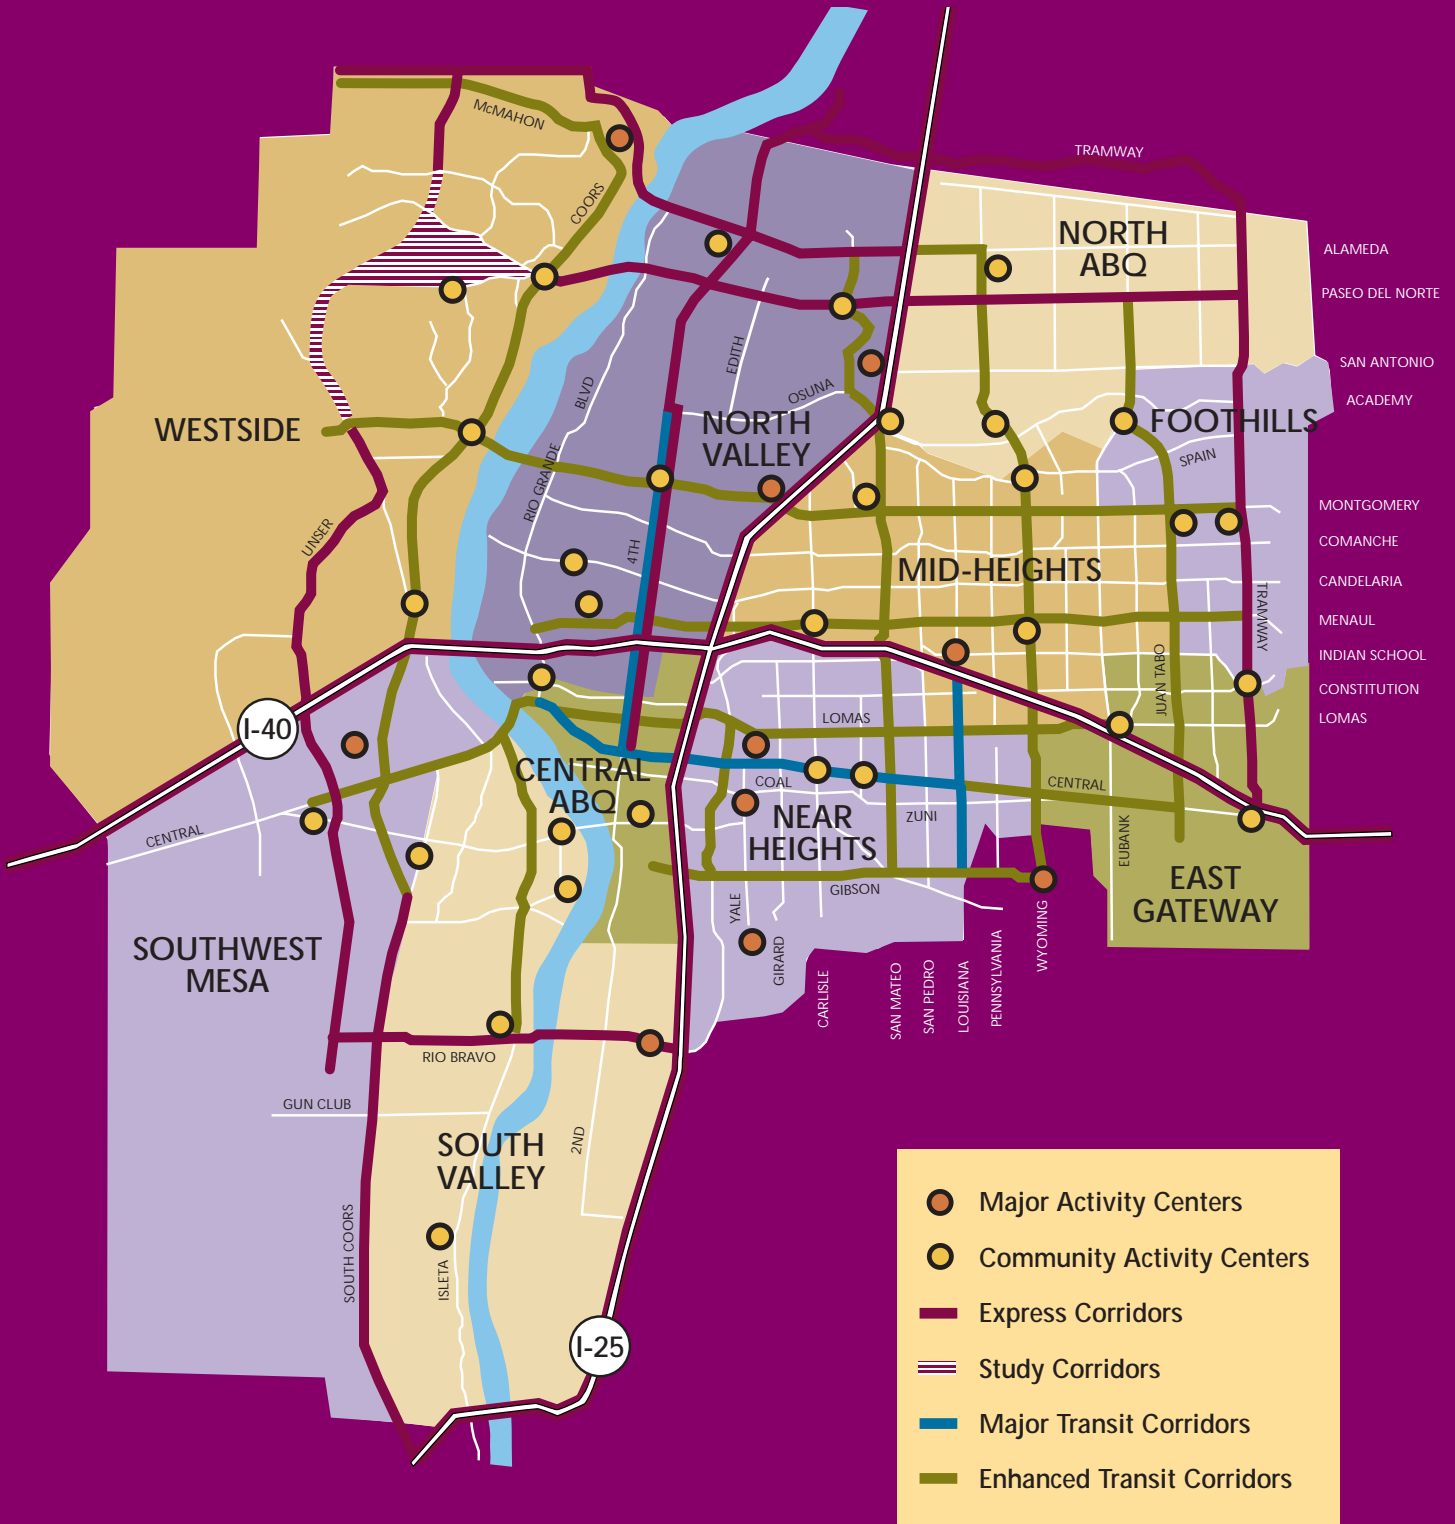 McMAHON
TRAMWAY
COORS
NORTH
ABQ
ALAMEDA
PASEO DEL NORTE
EDITH
SAN ANTONIO
BLVD
OSUNA
ACADEMY
WESTSIDE
NORTH
VALLEY
FOOTHILLS
SPAIN
RIO GRANDE
MONTGOMERY
UNSER
4TH
COMANCHE
MID-HEIGHTS
CANDELARIA
TRAMWAY
MENAUL
INDIAN SCHOOL
JUAN TABO
CONSTITUTION
I-40
LOMAS
LOMAS
CENTRAL
ABQ
COAL
CENTRAL
NEAR
HEIGHTS
ZUNI
CENTRAL
EUBANK
EAST
GATEWAY
GIBSON
YALE
SOUTHWEST
MESA
GIRARD
CARLISLE
SAN MATEO
SAN PEDRO
LOUISIANA
PENNSYLVANIA
WYOMING
RIO BRAVO
GUN CLUB
SOUTH
VALLEY
2ND
SOUTH COORS
ISLETA
I-25
Major Activity Centers
Community Activity Centers
Express Corridors
Study Corridors
Major Transit Corridors
Enhanced Transit Corridors